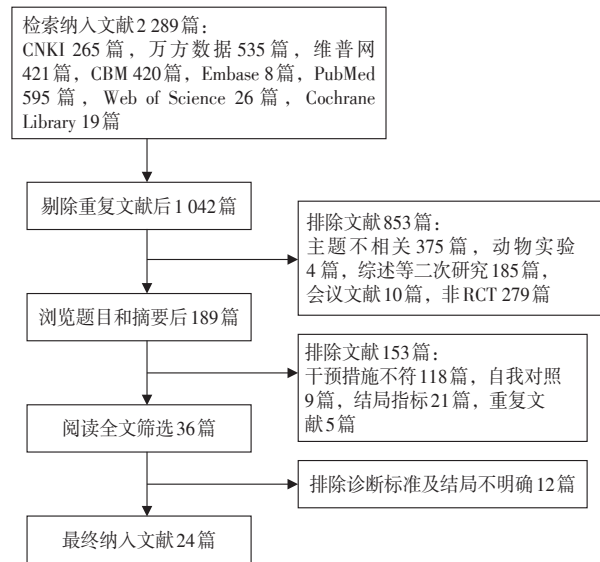 检索纳入文献2 289篇：
CNKI 265 篇，万方数据535篇，维普网
421篇，CBM 420篇，Embase 8篇，PubMed
595 篇，Web of Science 26 篇，Cochrane
Library 19篇
剔除重复文献后1 042篇
排除文献853篇：
主题不相关 375 篇，动物实验
4 篇，综述等二次研究185篇，
会议文献10篇，非RCT 279篇
浏览题目和摘要后189篇
排除文献153篇：
干预措施不符118篇，自我对照
9篇，结局指标21篇，重复文
献5篇
阅读全文筛选36篇
排除诊断标准及结局不明确12篇
最终纳入文献24篇